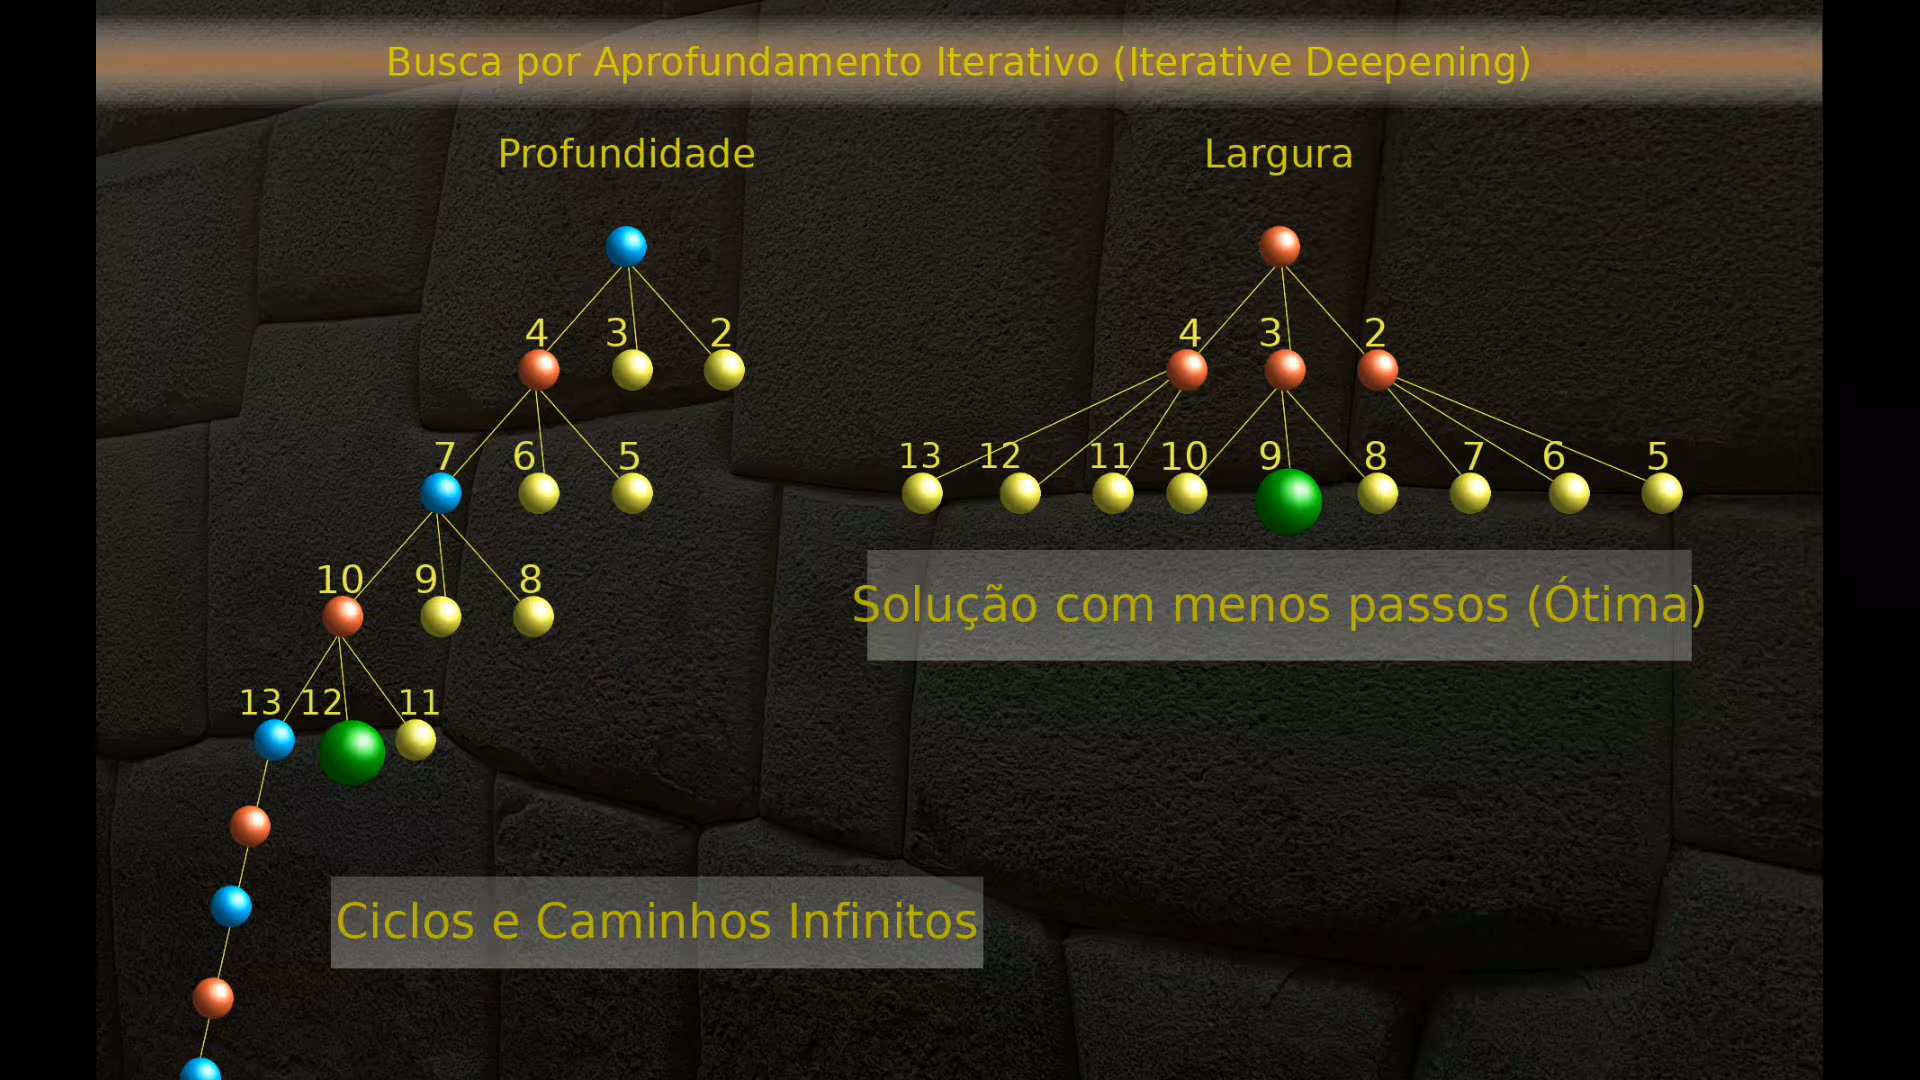 Busca por Aprofundamento Iterativo (Iterative Deepening)
Profundidade
Largura
4 3 2
4 3 2
7 6 5
13 12 11 10 9 8 7 6 5
10 9 8
Solução com menos passos (Ótima)
13 12 11
Ciclos e Caminhos Infinitos